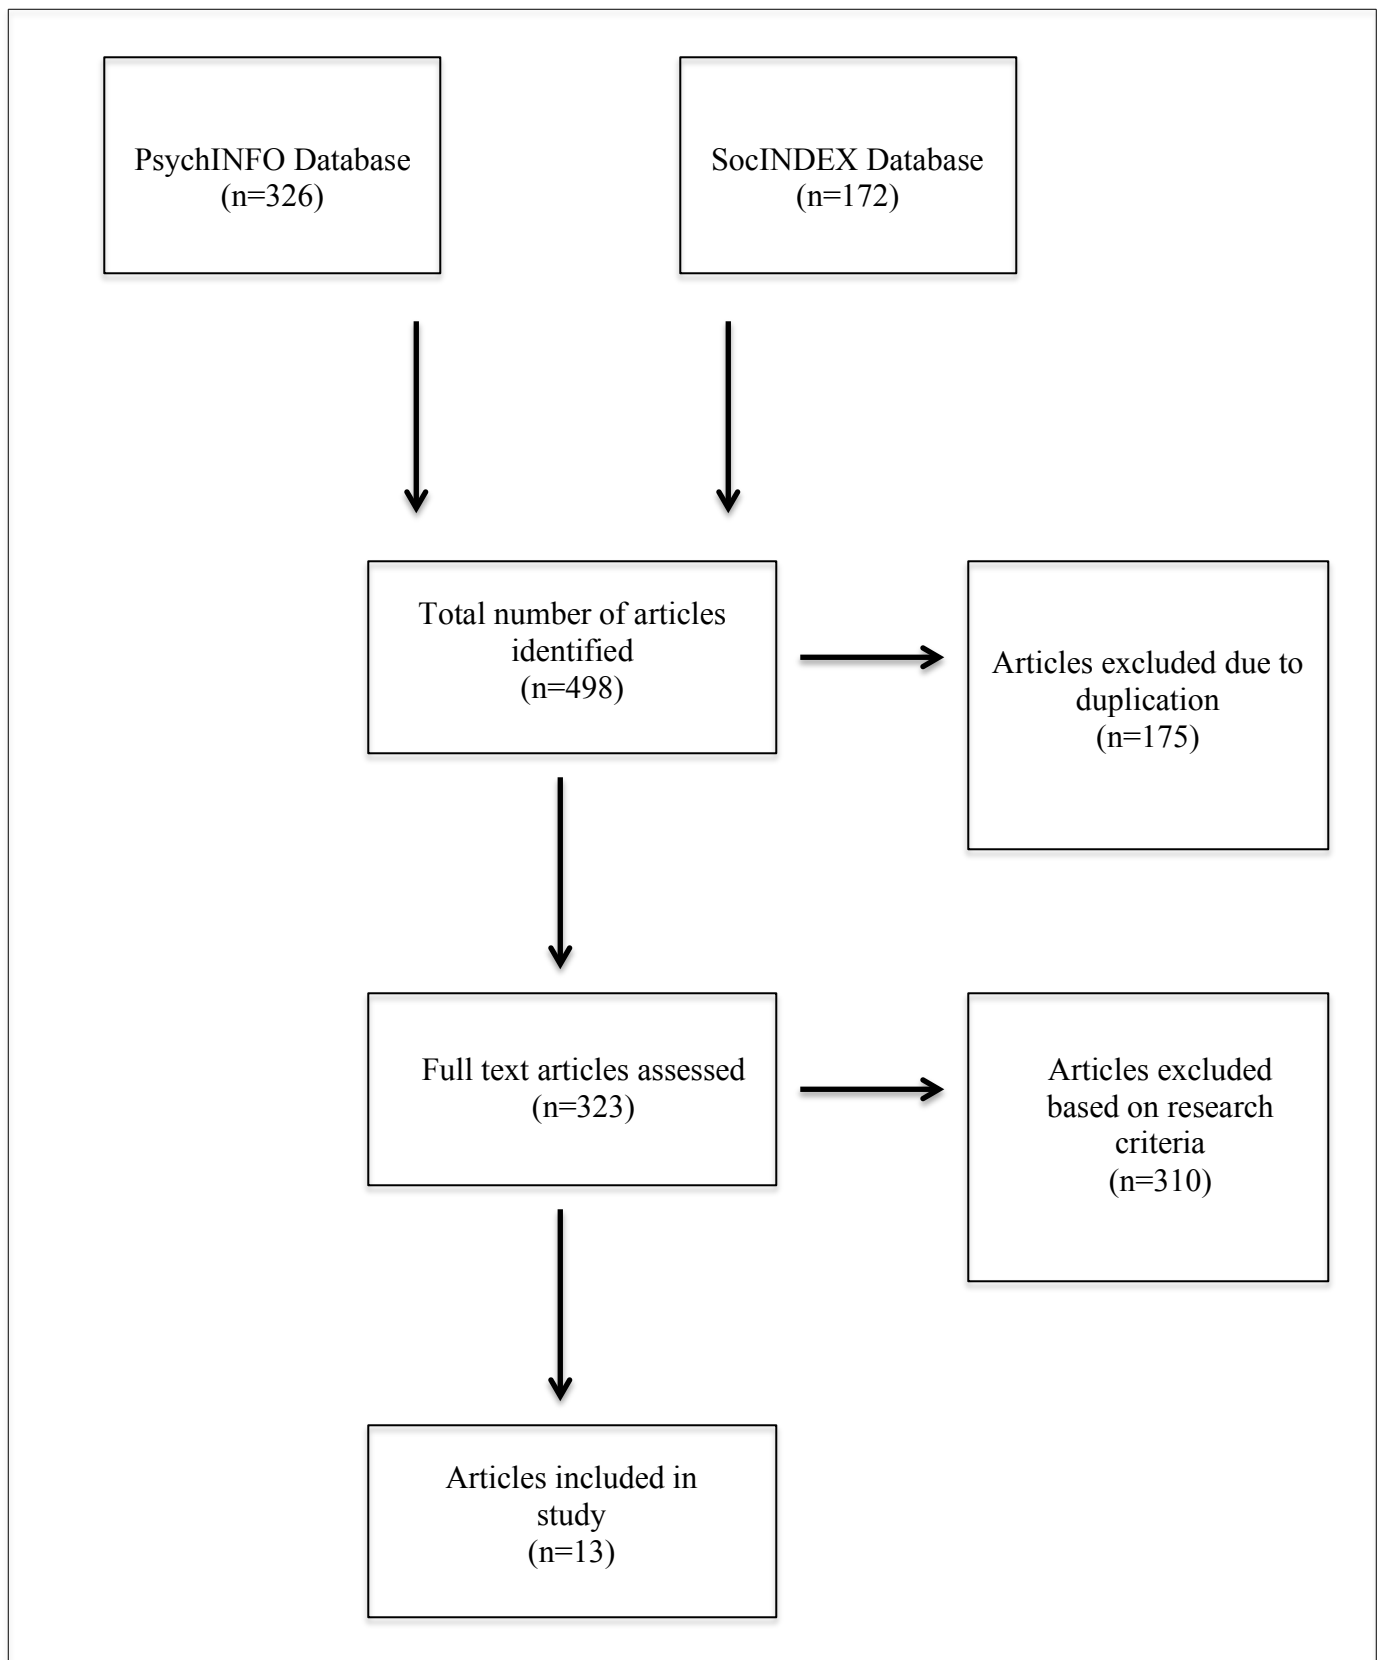 PsychINFO Database
(n=326)
SocINDEX Database
(n=172)
Total number of articles
identified
(n=498)
Articles excluded due to
duplication
(n=175)
Full text articles assessed
(n=323)
Articles excluded
based on research
criteria
(n=310)
Articles included in
study
(n=13)